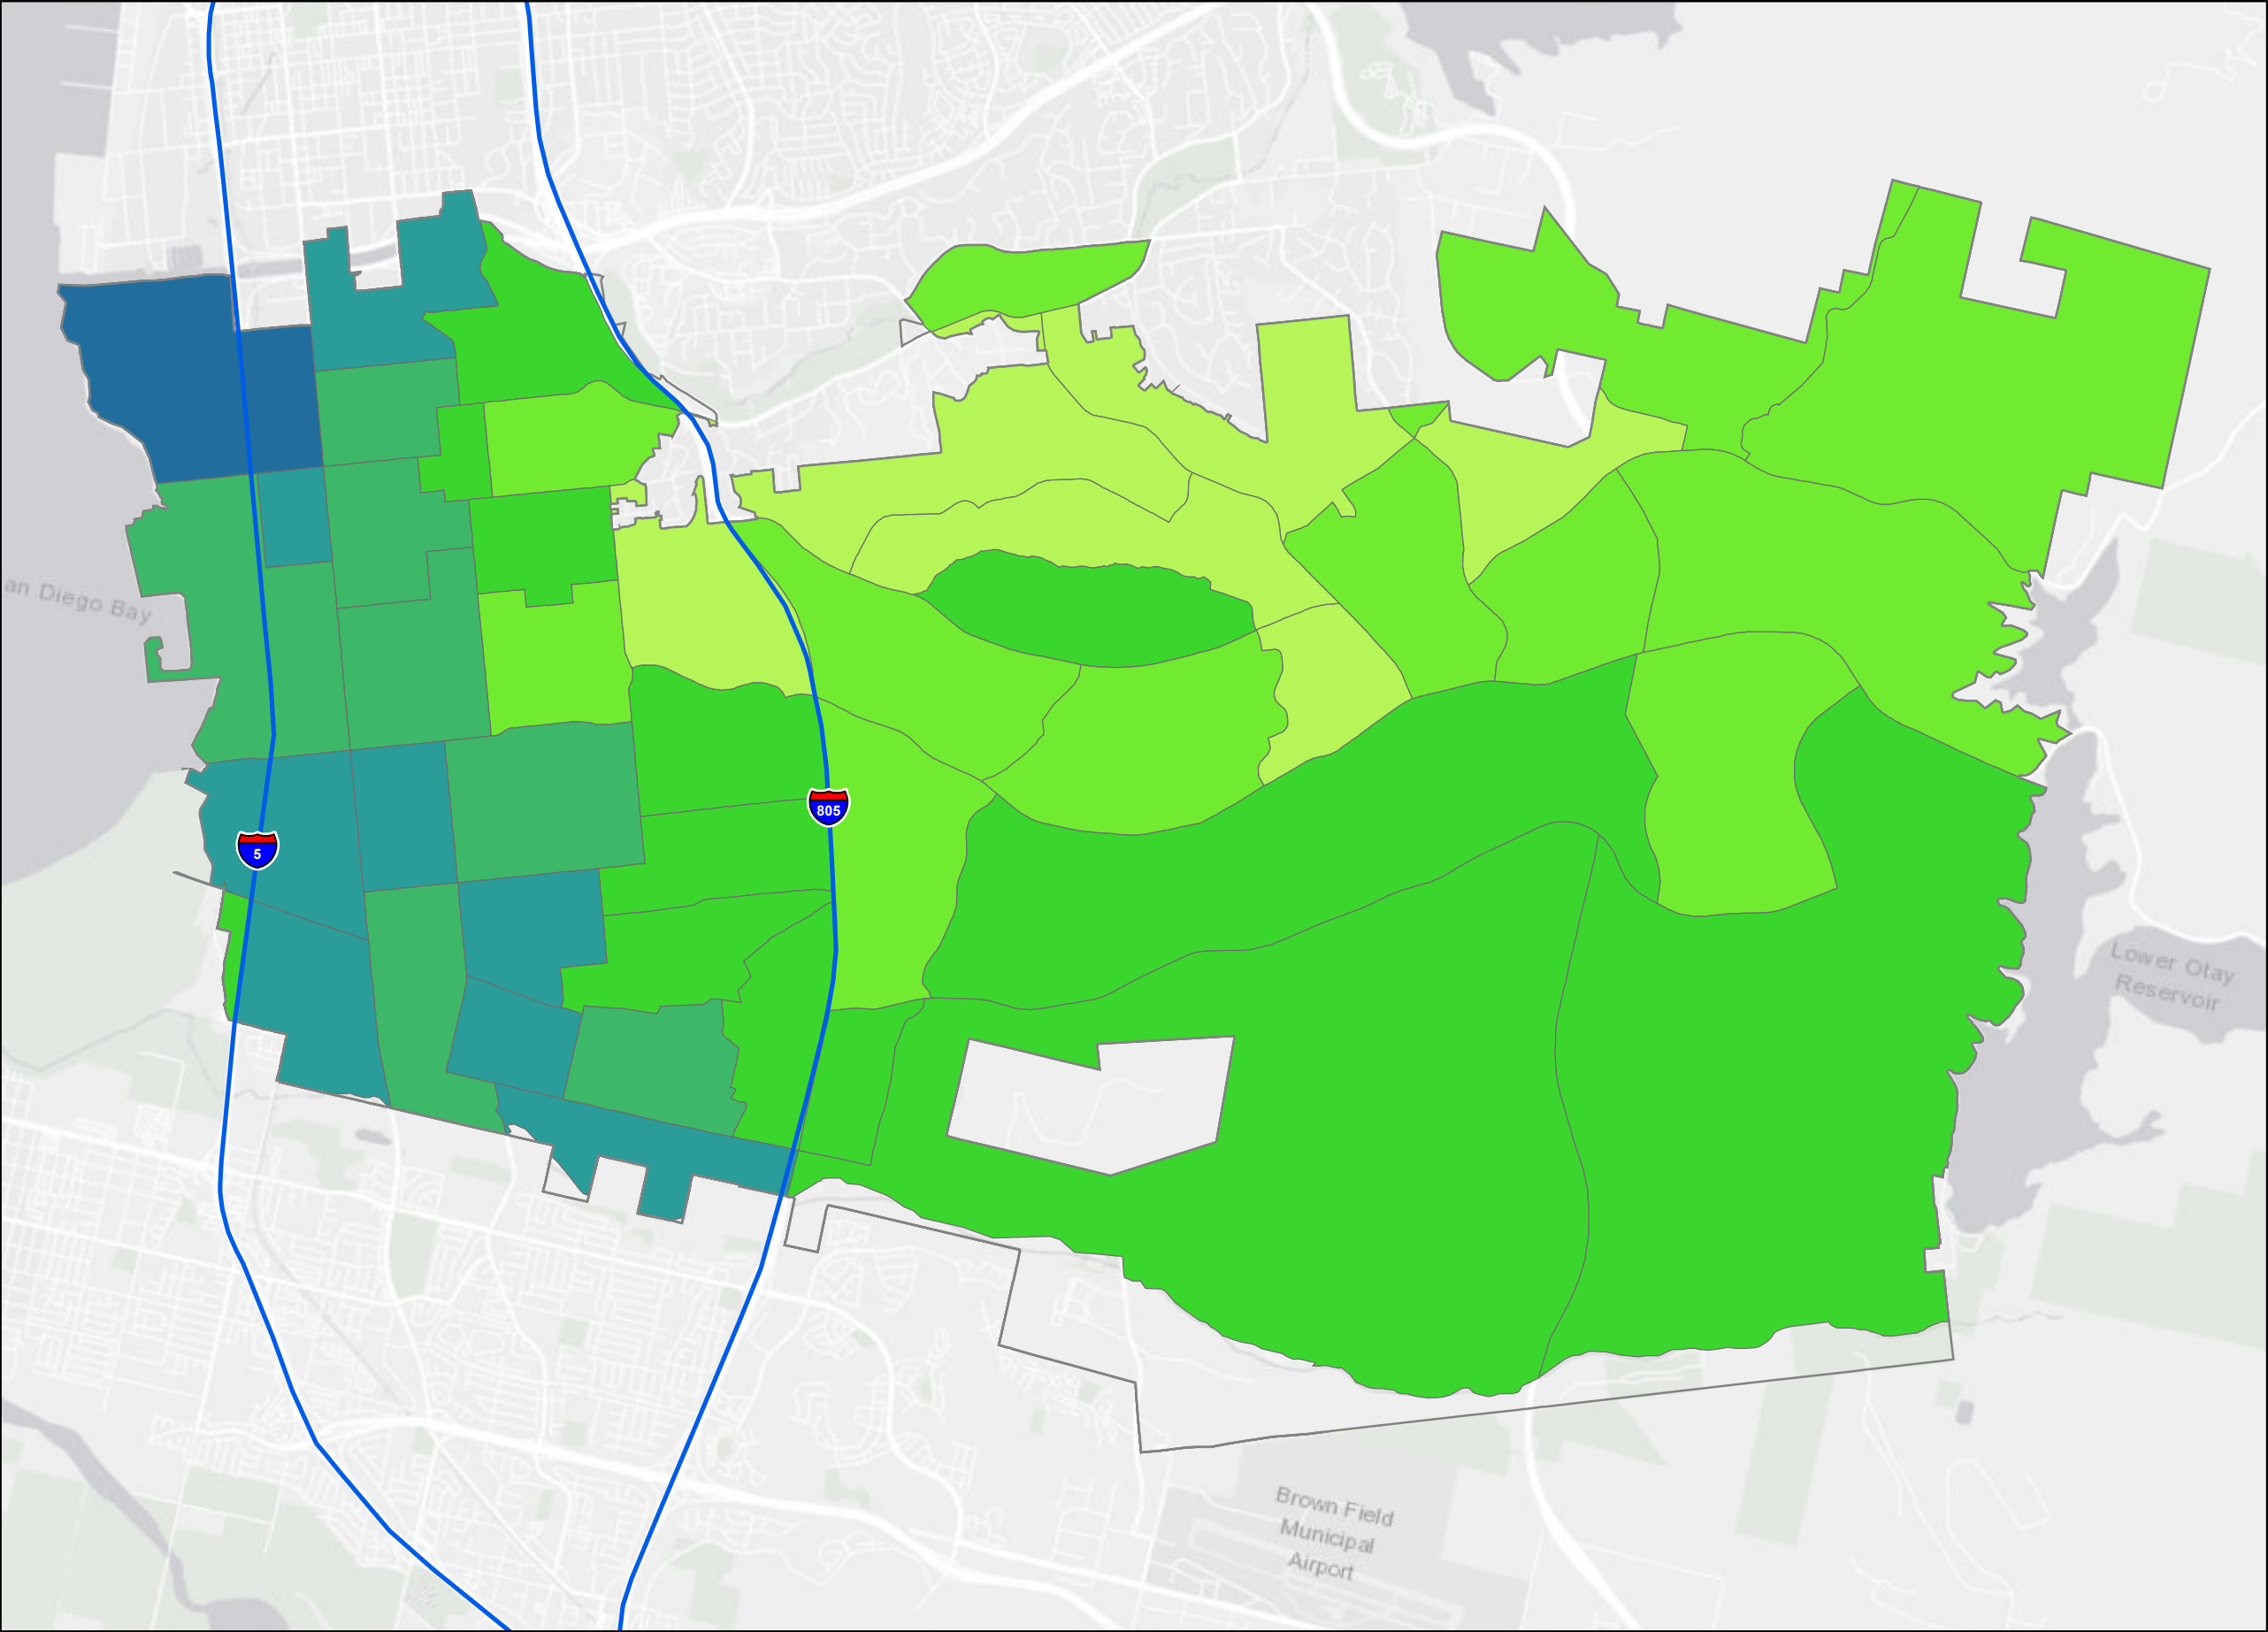 an Diego Bay
805
5
Lower Otay
Reservoir
Brown Field
Municipal
Airport